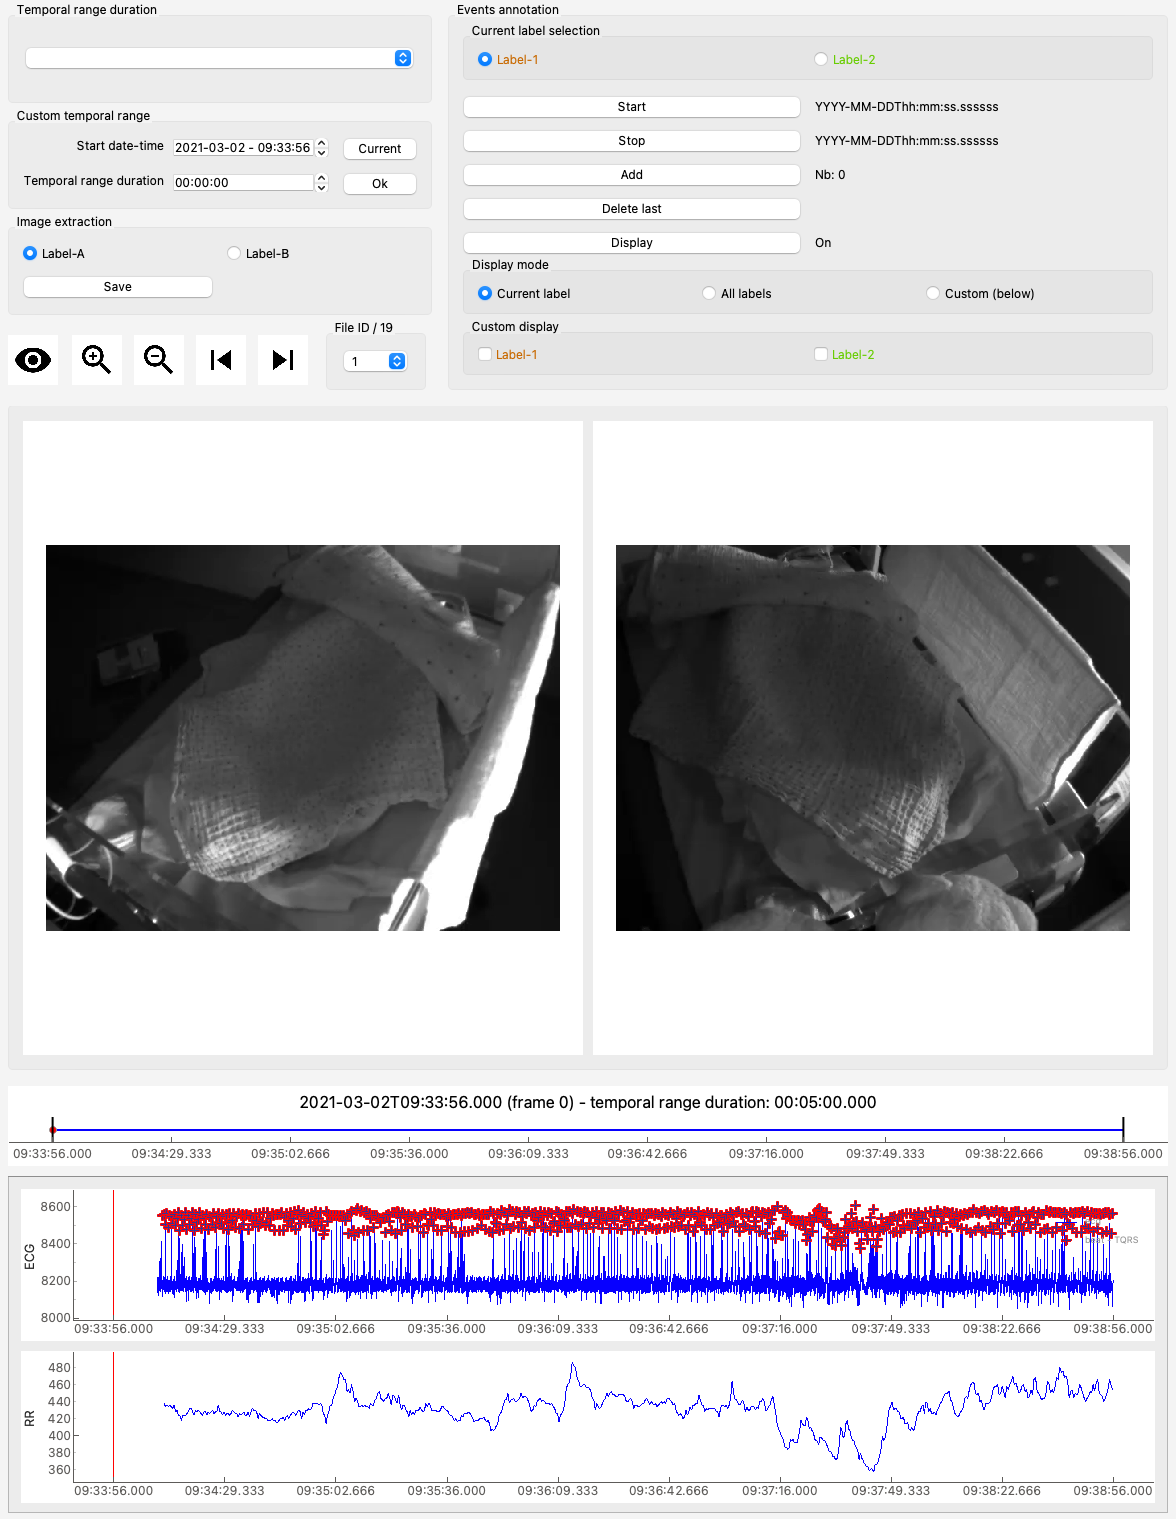 Temporal range duration
Custom temporal range
Start date-time 2021-03-02 - 09:33:56 Current
Temporal range duration 00:00:00 Ok
Image extraction
Label-A Label-B
Save
File ID / 19
1
Events annotation
Current label selection
Label-1 Label-2
Start YYYY-MM-DDThh:mm:ss.ssssss
Stop YYYY-MM-DDThh:mm:ss.ssssss
Add Nb: 0
Delete last
Display On
Display mode
Current label All labels Custom (below)
Custom display
Label-1 Label-2
2021-03-02T09:33:56.000 (frame 0) - temporal range duration: 00:05:00.000
09:33:56.000 09:34:29.333 09:35:02.666 09:35:36.000 09:36:09.333 09:36:42.666 09:37:16.000 09:37:49.333 09:38:22.666 09:38:56.000
ECG
8600
8400
8200
8000
TQRS
09:33:56.000 09:34:29.333 09:35:02.666 09:35:36.000 09:36:09.333 09:36:42.666 09:37:16.000 09:37:49.333 09:38:22.666 09:38:56.000
RR
480
460
440
420
400
380
360
09:33:56.000 09:34:29.333 09:35:02.666 09:35:36.000 09:36:09.333 09:36:42.666 09:37:16.000 09:37:49.333 09:38:22.666 09:38:56.000